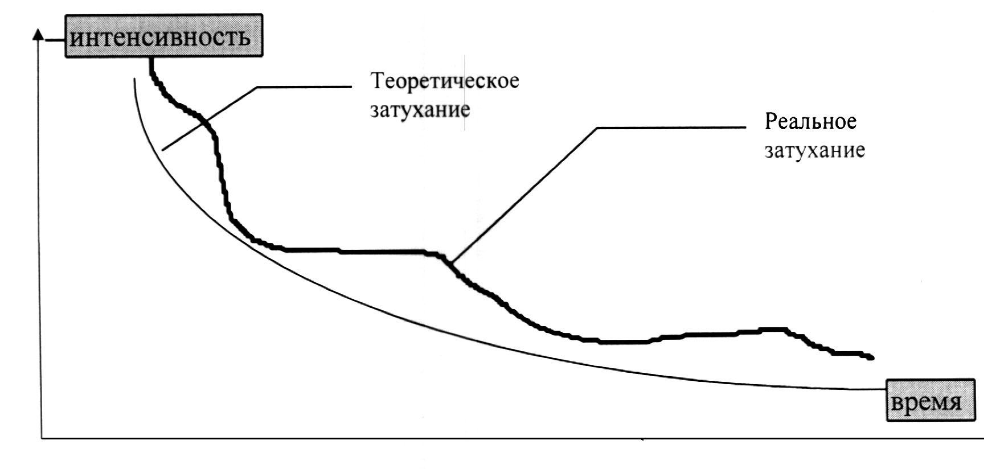 интенсивность
Теоретическое
затухание
Реальное
затухание
время